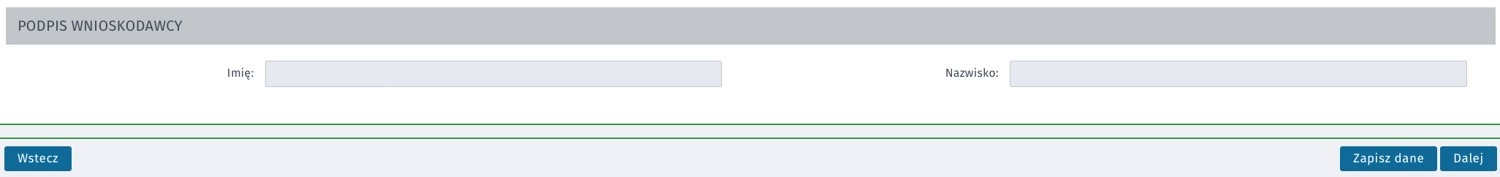 PODPIS WNIOSKODAWCY
Imię: Nazwisko:
Wstecz Zapisz dane Dalej